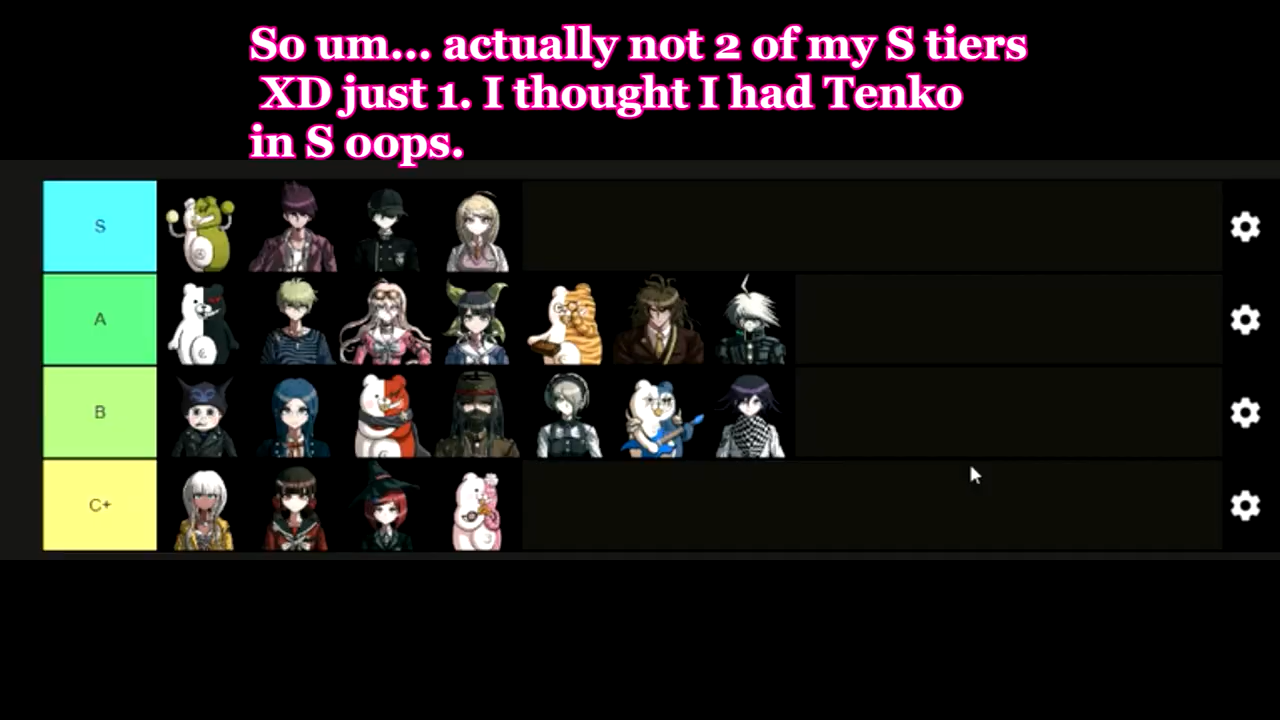 So um... actually not 2 of my S tiers
XD just 1. I thought I had Tenko
in S oops.
S
A
B
C+